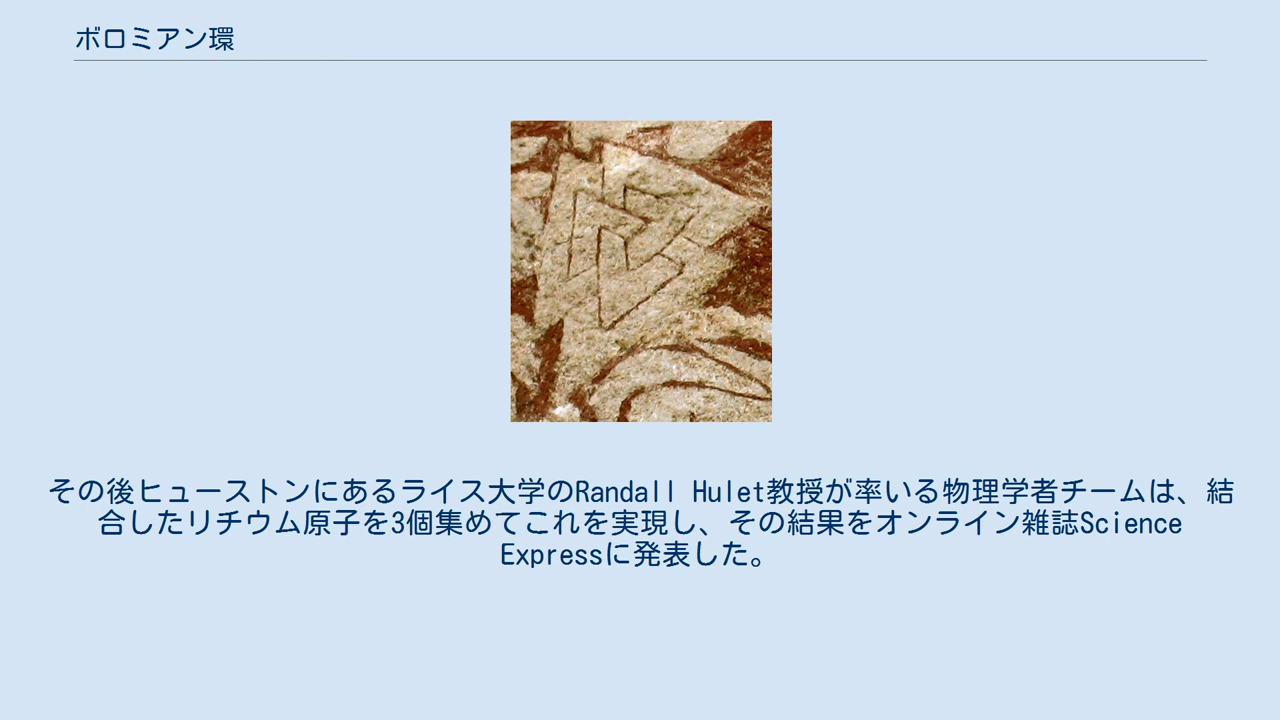 ボロミアン環
その後ヒューストンにあるライス大学のRandall Hulet教授が率いる物理学者チームは、結
合したリチウム原子を3個集めてこれを実現し、その結果をオンライン雑誌Science
Expressに発表した。